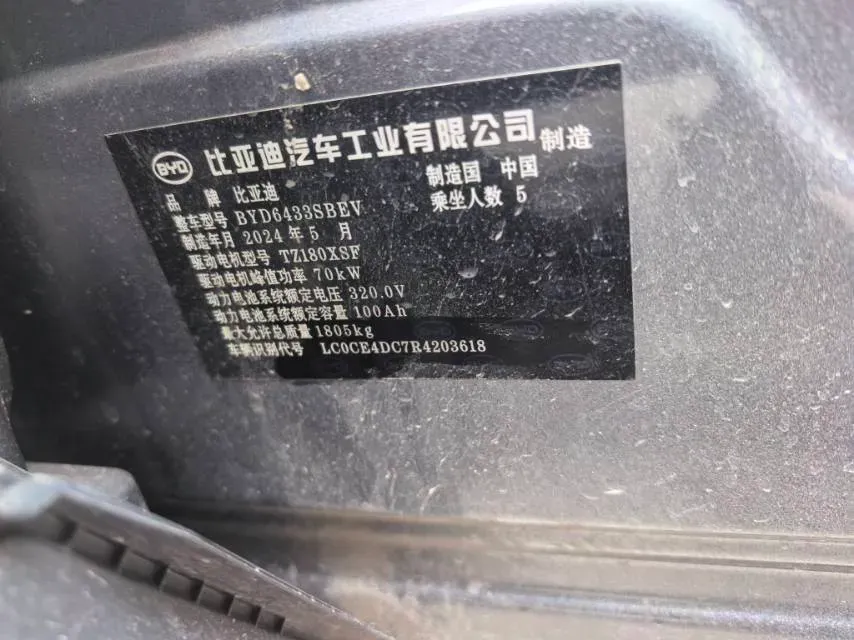 BYD 比亚迪汽车工业有限公司 制造
品 牌 比亚迪 制造国 中国
整车型号 BYD6433SBEV 乘坐人数 5
制造年月 2024 年 5 月
驱动电机型号 TZ180XSF
驱动电机峰值功率 70kW
动力电池系统额定电压 320.0V
动力电池系统额定容量 100Ah
最大允许总质量 1805kg
车辆识别代号 LC0CE4DC7R4203618